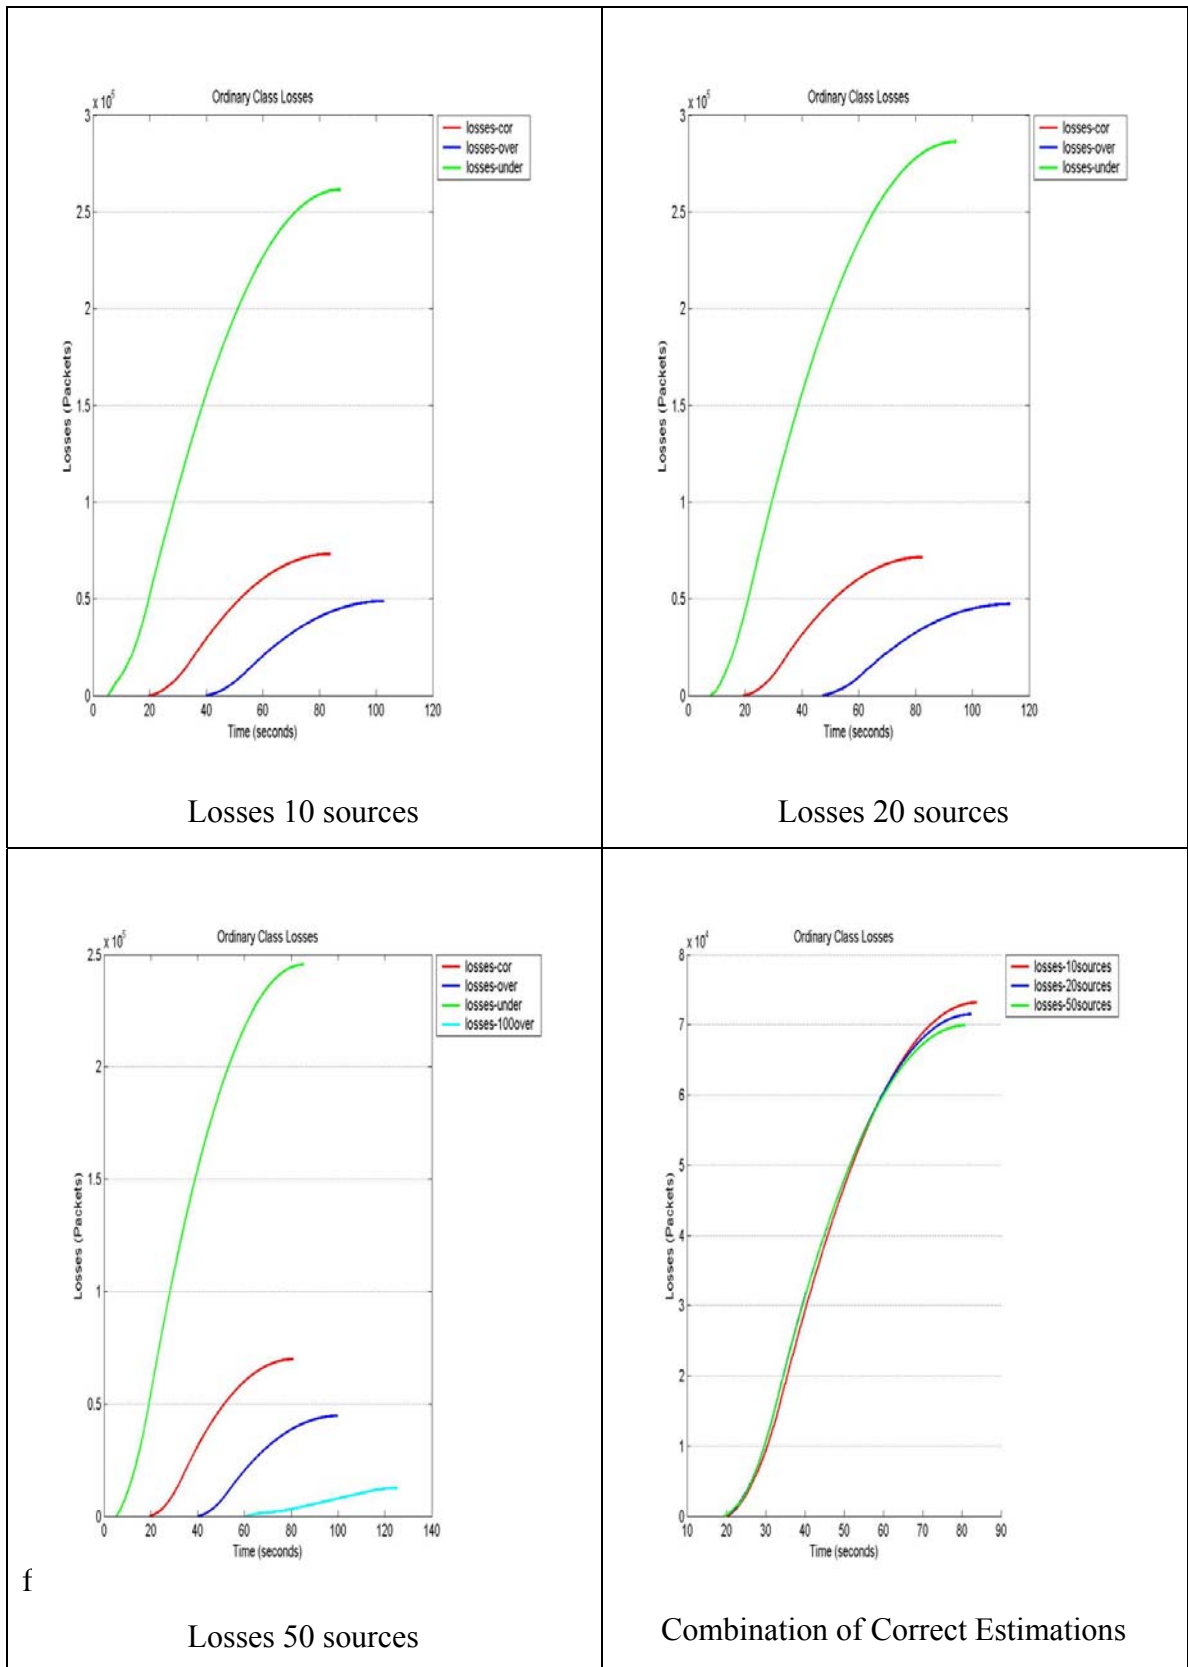 Ordinary Class Losses
x 10^5
losses-cor
losses-over
losses-under
3
2.5
2
1.5
1
0.5
0
Losses (Packets)
0 20 40 60 80 100 120
Time (seconds)
Losses 10 sources
Ordinary Class Losses
x 10^5
losses-cor
losses-over
losses-under
3
2.5
2
1.5
1
0.5
0
Losses (Packets)
0 20 40 60 80 100 120
Time (seconds)
Losses 20 sources
Ordinary Class Losses
x 10^5
losses-cor
losses-over
losses-under
losses-100over
2.5
2
1.5
1
0.5
0
Losses (Packets)
0 20 40 60 80 100 120 140
Time (seconds)
f
Losses 50 sources
Ordinary Class Losses
x 10^4
losses-10sources
losses-20sources
losses-50sources
8
7
6
5
4
3
2
1
0
Losses (Packets)
10 20 30 40 50 60 70 80 90
Time (seconds)
Combination of Correct Estimations